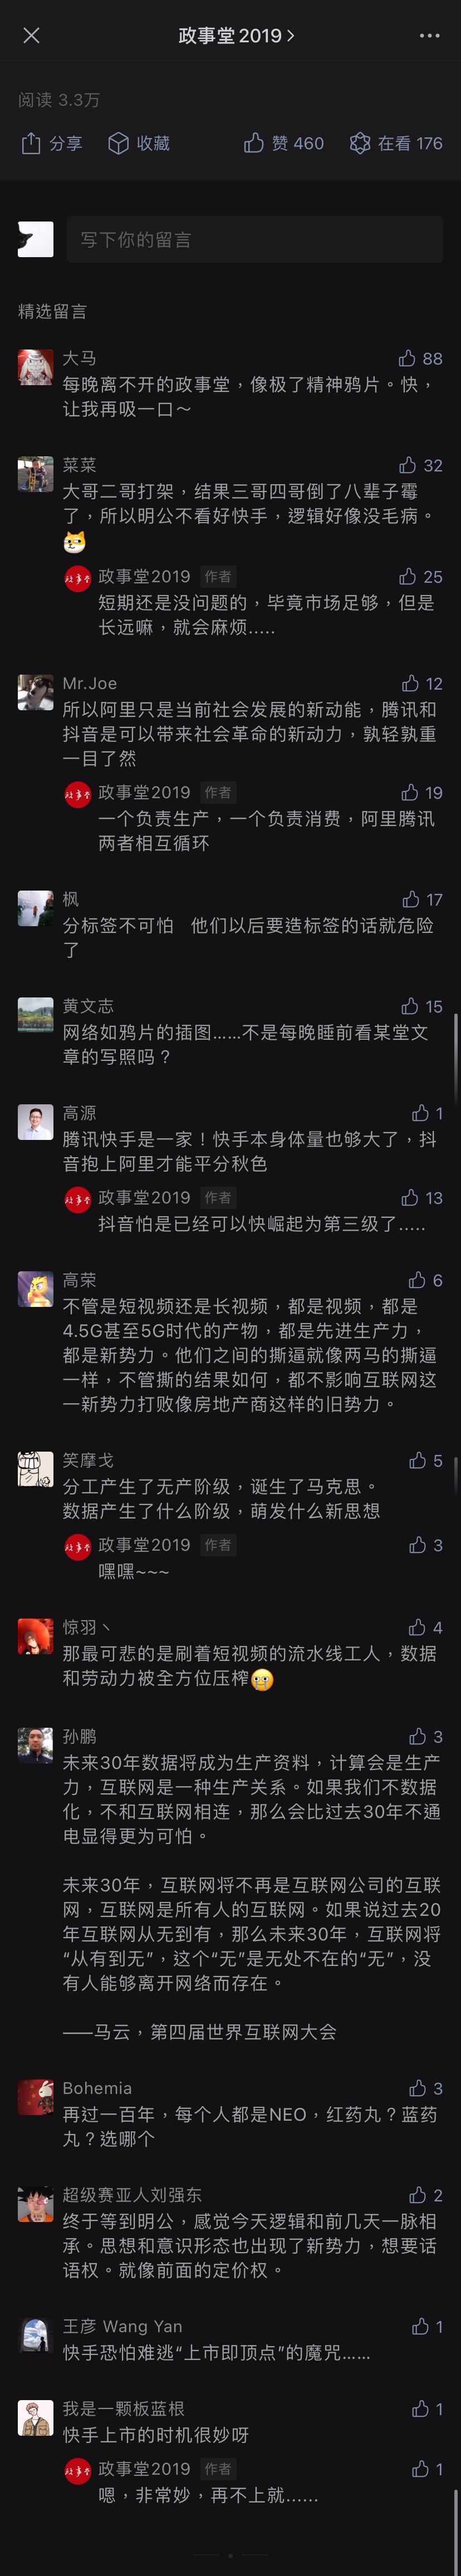 政事堂2019
阅读 3.3万
分享
收藏
赞 460
在看 176
写下你的留言
精选留言
大马
88
每晚离不开的政事堂，像极了精神鸦片。快，
让我再吸一口～
菜菜
32
大哥二哥打架，结果三哥四哥倒了八辈子霉
了，所以明公不看好快手，逻辑好像没毛病。
政事堂2019 作者
25
短期还是没问题的，毕竟市场足够，但是
长远嘛，就会麻烦.....
Mr.Joe
12
所以阿里只是当前社会发展的新动能，腾讯和
抖音是可以带来社会革命的新动力，孰轻孰重
一目了然
政事堂2019 作者
19
一个负责生产，一个负责消费，阿里腾讯
两者相互循环
枫
17
分标签不可怕 他们以后要造标签的话就危险
了
黄文志
15
网络如鸦片的插图......不是每晚睡前看某堂文
章的写照吗？
高源
1
腾讯快手是一家！快手本身体量也够大了，抖
音抱上阿里才能平分秋色
政事堂2019 作者
13
抖音怕是已经可以快崛起为第三级了.....
高荣
6
不管是短视频还是长视频，都是视频，都是
4.5G甚至5G时代的产物，都是先进生产力，
都是新势力。他们之间的撕逼就像两马的撕逼
一样，不管撕的结果如何，都不影响互联网这
一新势力打败像房地产商这样的旧势力。
笑摩戈
5
分工产生了无产阶级，诞生了马克思。
数据产生了什么阶级，萌发什么新思想
政事堂2019 作者
3
嘿嘿~~~
惊羽丶
4
那最可悲的是刷着短视频的流水线工人，数据
和劳动力被全方位压榨
孙鹏
3
未来30年数据将成为生产资料，计算会是生产
力，互联网是一种生产关系。如果我们不数据
化，不和互联网相连，那么会比过去30年不通
电显得更为可怕。
未来30年，互联网将不再是互联网公司的互联
网，互联网是所有人的互联网。如果说过去20
年互联网从无到有，那么未来30年，互联网将
“从有到无”，这个“无”是无处不在的“无”，没
有人能够离开网络而存在。
——马云，第四届世界互联网大会
Bohemia
3
再过一百年，每个人都是NEO，红药丸？蓝药
丸？选哪个
超级赛亚人刘强东
2
终于等到明公，感觉今天逻辑和前几天一脉相
承。思想和意识形态也出现了新势力，想要话
语权。就像前面的定价权。
王彦 Wang Yan
1
快手恐怕难逃“上市即顶点”的魔咒......
我是一颗板蓝根
1
快手上市的时机很妙呀
政事堂2019 作者
1
嗯，非常妙，再不上就......